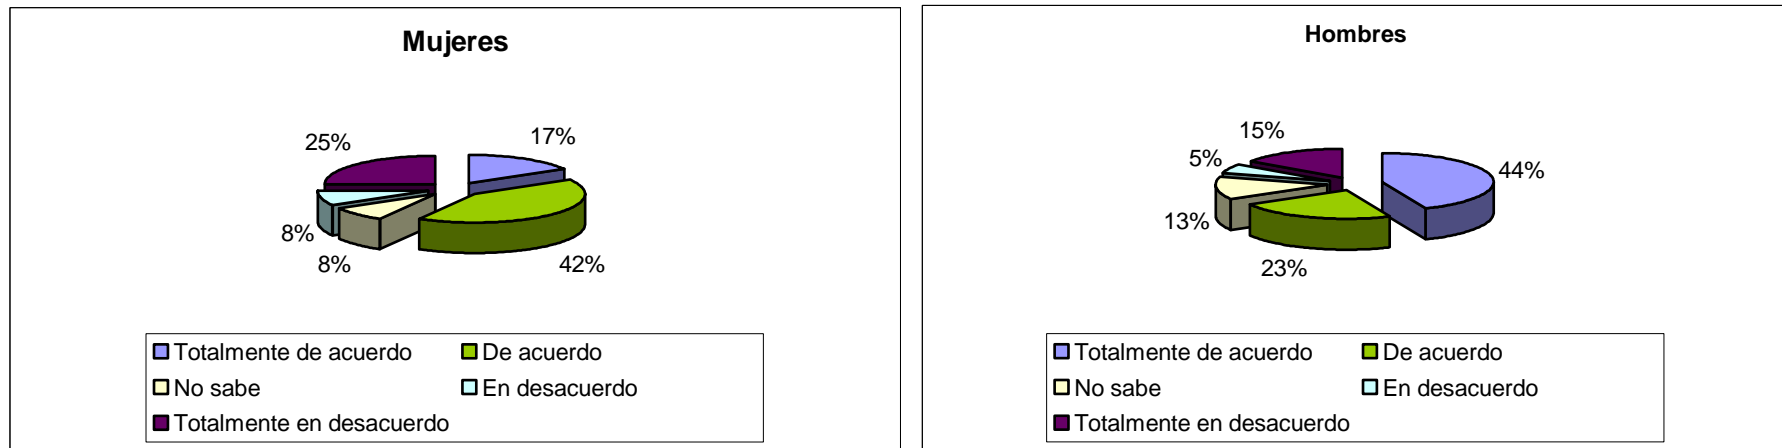 Mujeres
25%
17%
8%
8%
42%
Totalmente de acuerdo
De acuerdo
No sabe
En desacuerdo
Totalmente en desacuerdo
Hombres
15%
5%
44%
13%
23%
Totalmente de acuerdo
De acuerdo
No sabe
En desacuerdo
Totalmente en desacuerdo